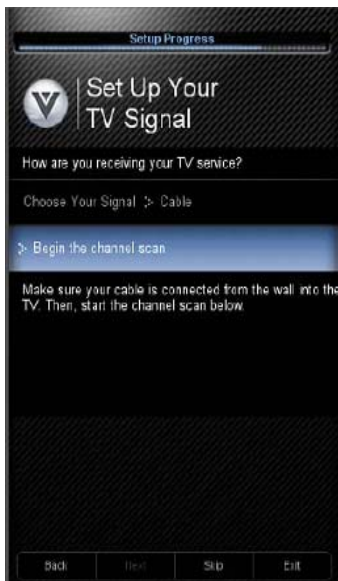 Setup Progress
Set Up Your
TV Signal
How are you receiving your TV service?
Choose Your Signal :> Cable
:> Begin the channel scan
Make sure your cable is connected from the wall into the
TV. Then, start the channel scan below.
Back Next Skip Exit